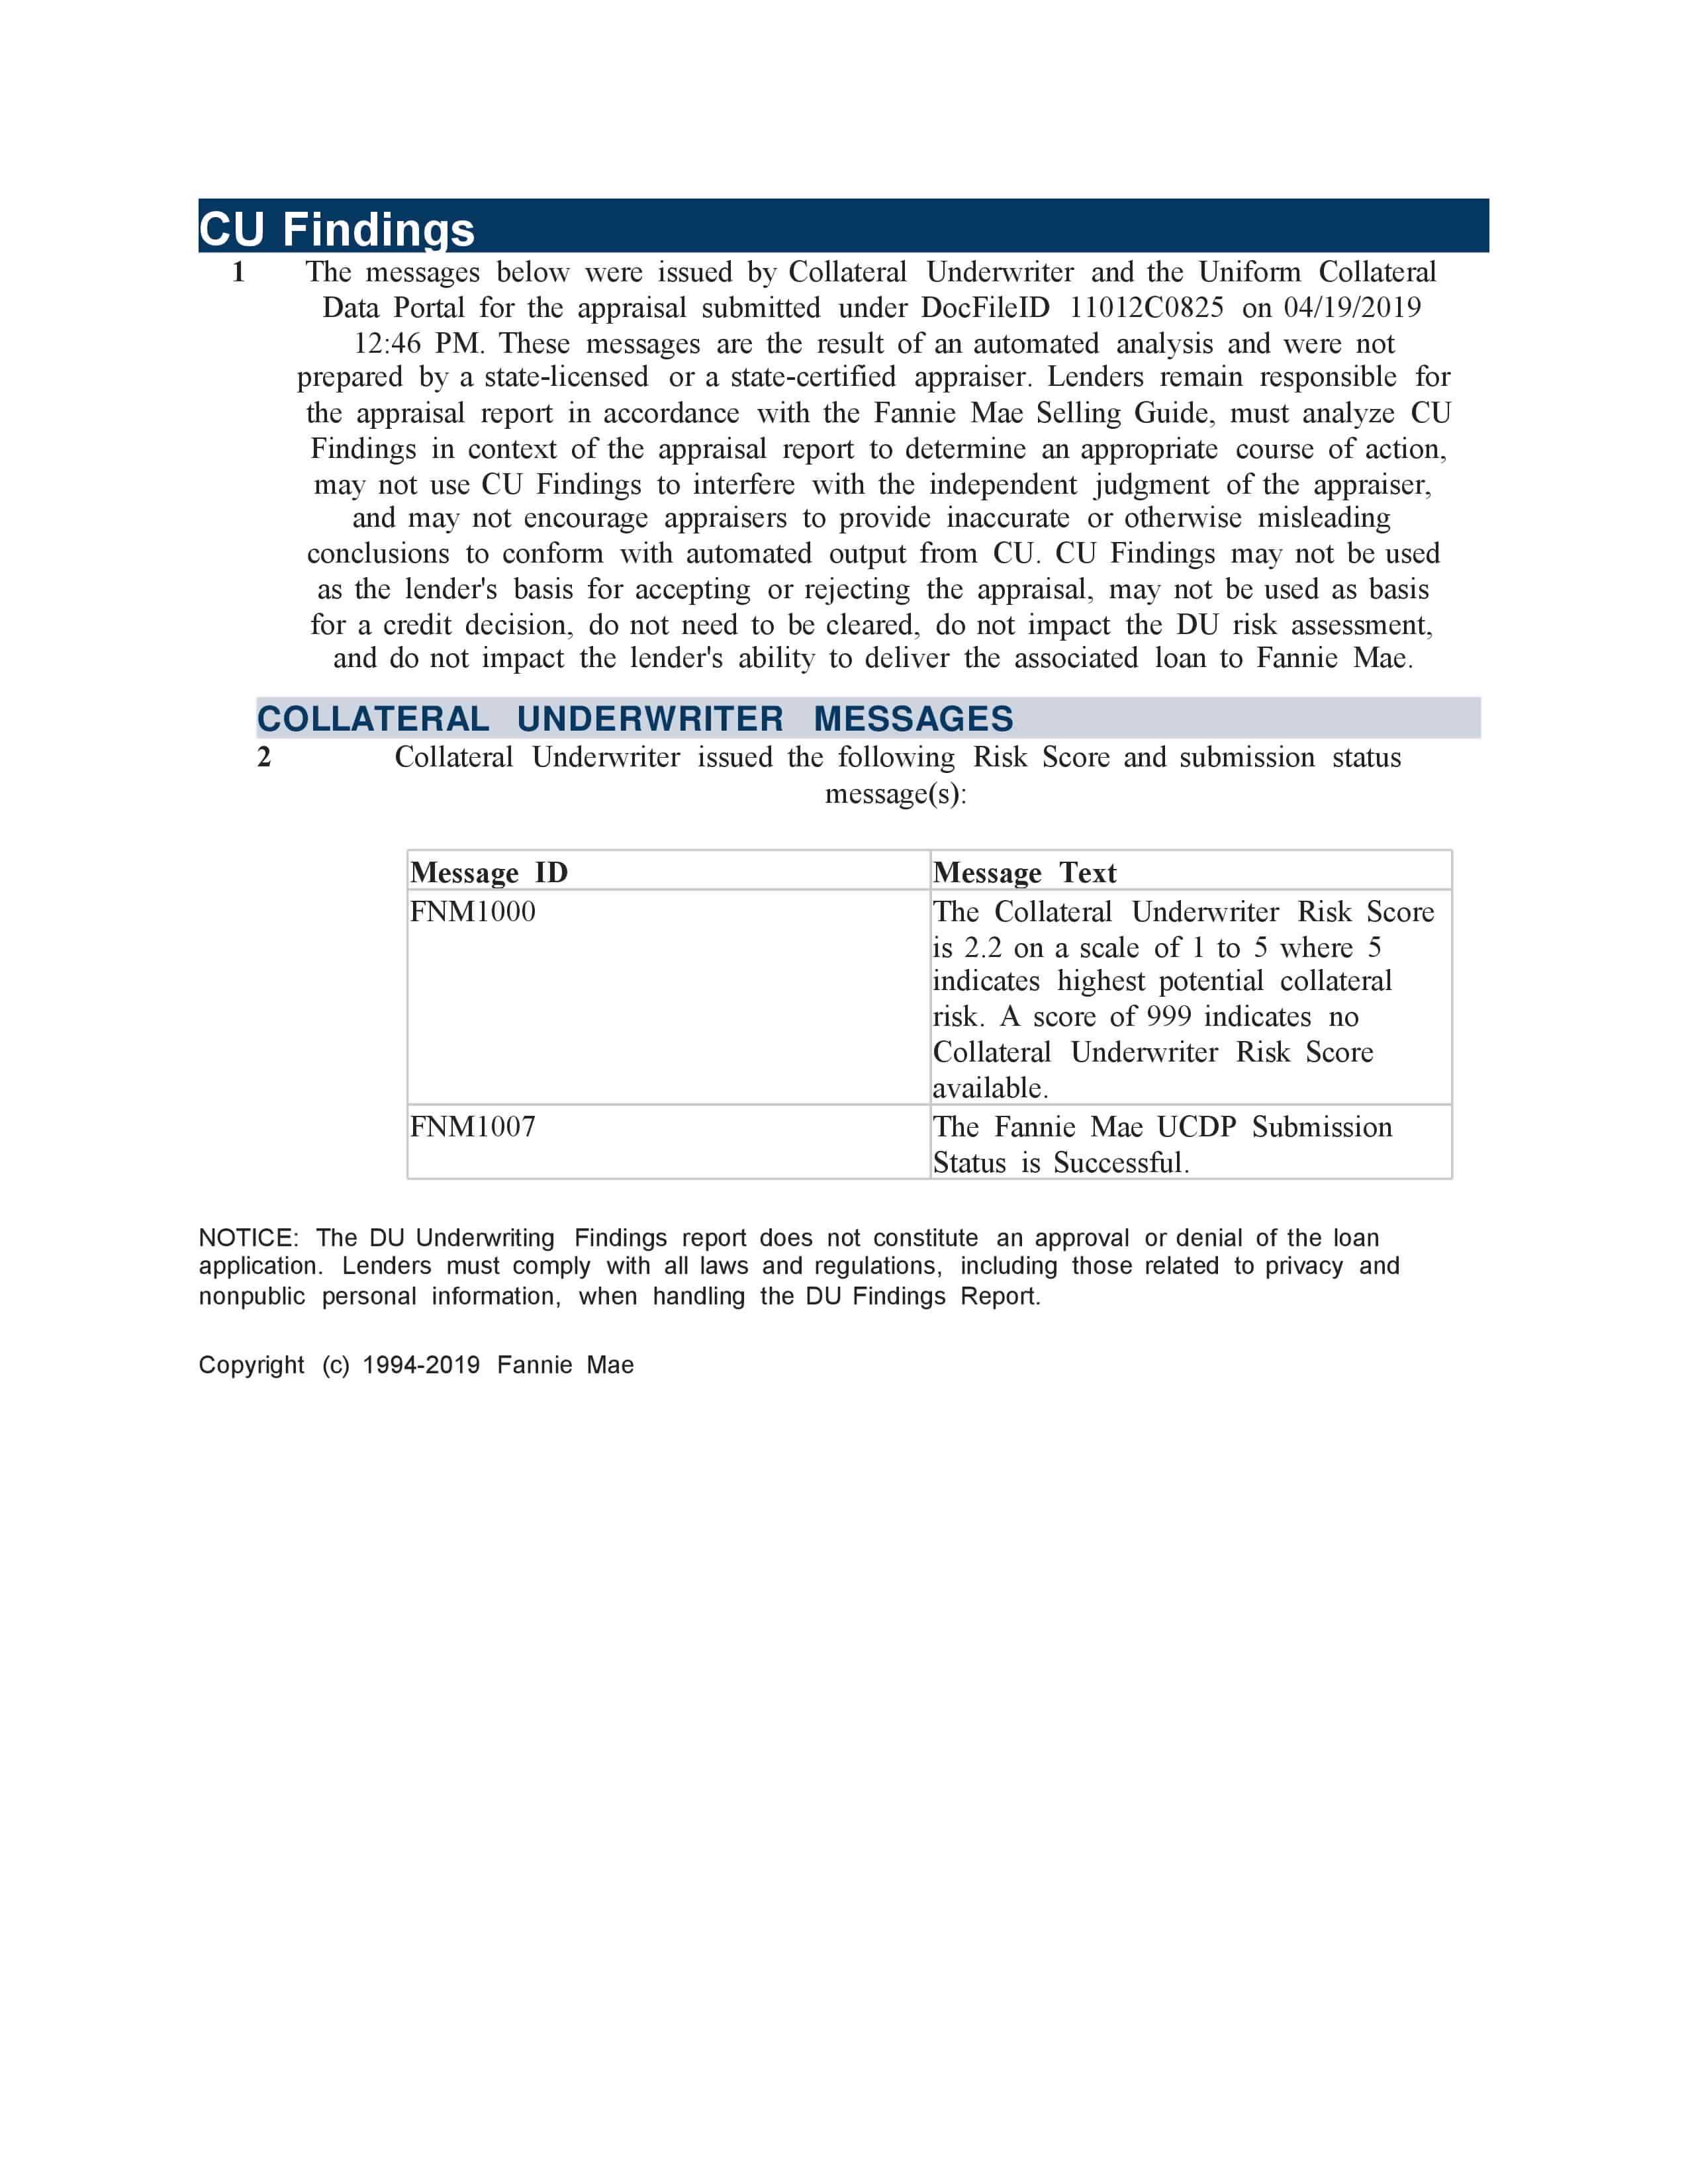 CU Findings
1 The messages below were issued by Collateral Underwriter and the Uniform Collateral
Data Portal for the appraisal submitted under DocFileID 11012C0825 on 04/19/2019
12:46 PM. These messages are the result of an automated analysis and were not
prepared by a state-licensed or a state-certified appraiser. Lenders remain responsible for
the appraisal report in accordance with the Fannie Mae Selling Guide, must analyze CU
Findings in context of the appraisal report to determine an appropriate course of action,
may not use CU Findings to interfere with the independent judgment of the appraiser,
and may not encourage appraisers to provide inaccurate or otherwise misleading
conclusions to conform with automated output from CU. CU Findings may not be used
as the lender's basis for accepting or rejecting the appraisal, may not be used as basis
for a credit decision, do not need to be cleared, do not impact the DU risk assessment,
and do not impact the lender's ability to deliver the associated loan to Fannie Mae.
COLLATERAL UNDERWRITER MESSAGES
2 Collateral Underwriter issued the following Risk Score and submission status
message(s):
Message ID Message Text
FNM1000 The Collateral Underwriter Risk Score
is 2.2 on a scale of 1 to 5 where 5
indicates highest potential collateral
risk. A score of 999 indicates no
Collateral Underwriter Risk Score
available.
FNM1007 The Fannie Mae UCDP Submission
Status is Successful.
NOTICE: The DU Underwriting Findings report does not constitute an approval or denial of the loan
application. Lenders must comply with all laws and regulations, including those related to privacy and
nonpublic personal information, when handling the DU Findings Report.
Copyright (c) 1994-2019 Fannie Mae